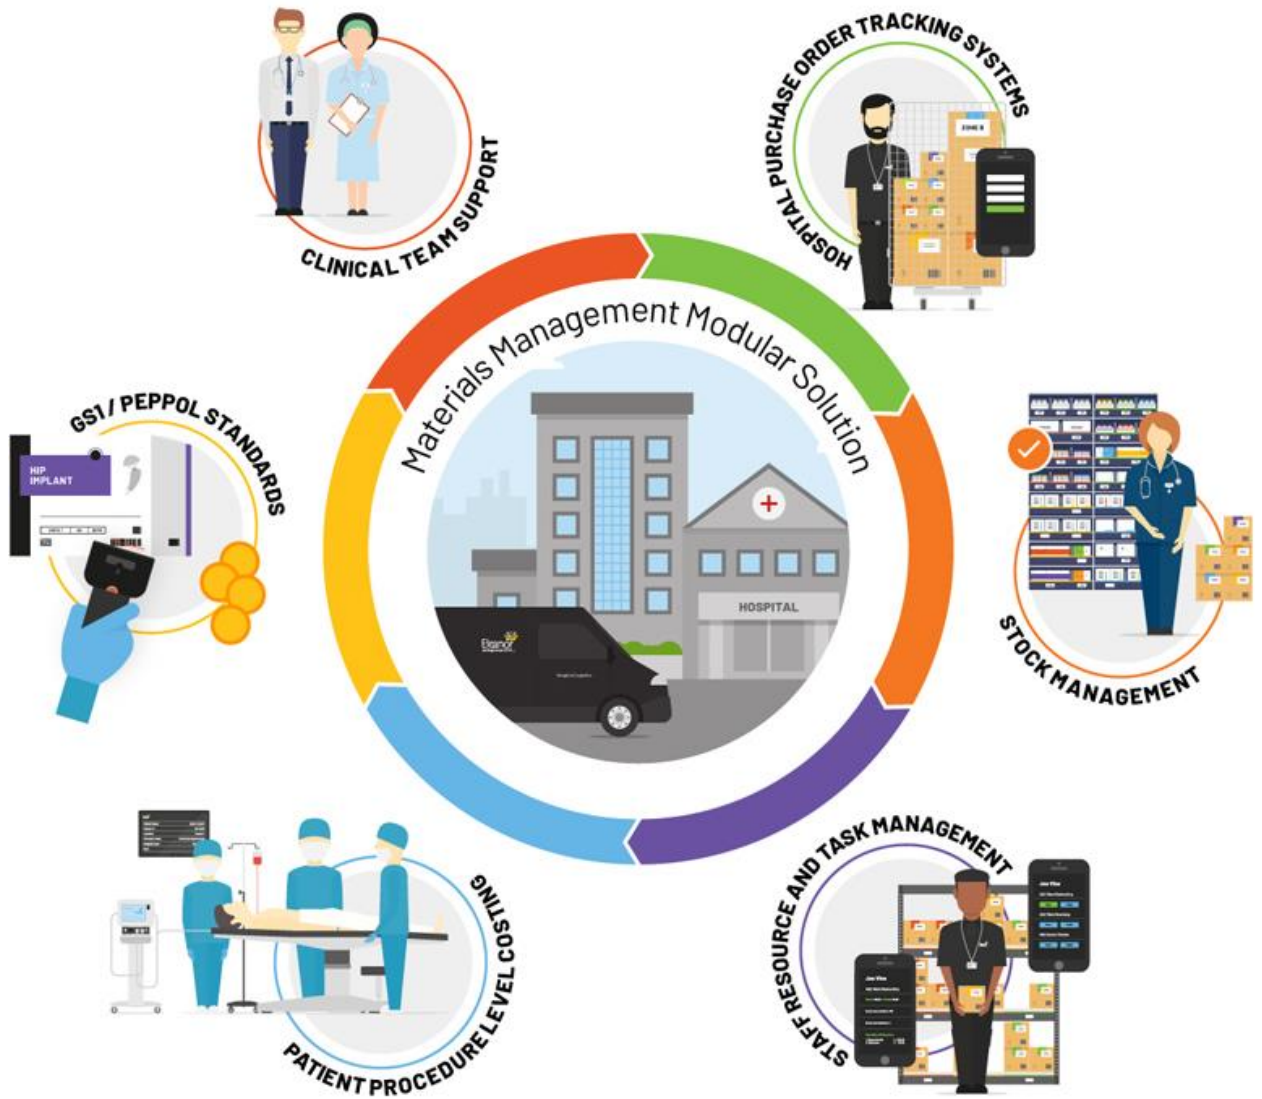 CLINICAL TEAM SUPPORT
HOSPITAL PURCHASE ORDER TRACKING SYSTEMS
ZONE B
Materials Management Modular Solution
GS1 / PEPPOL STANDARDS
HIP
IMPLANT
HOSPITAL
Eleanor
STOCK MANAGEMENT
PATIENT PROCEDURE LEVEL COSTING
STAFF RESOURCE AND TASK MANAGEMENT